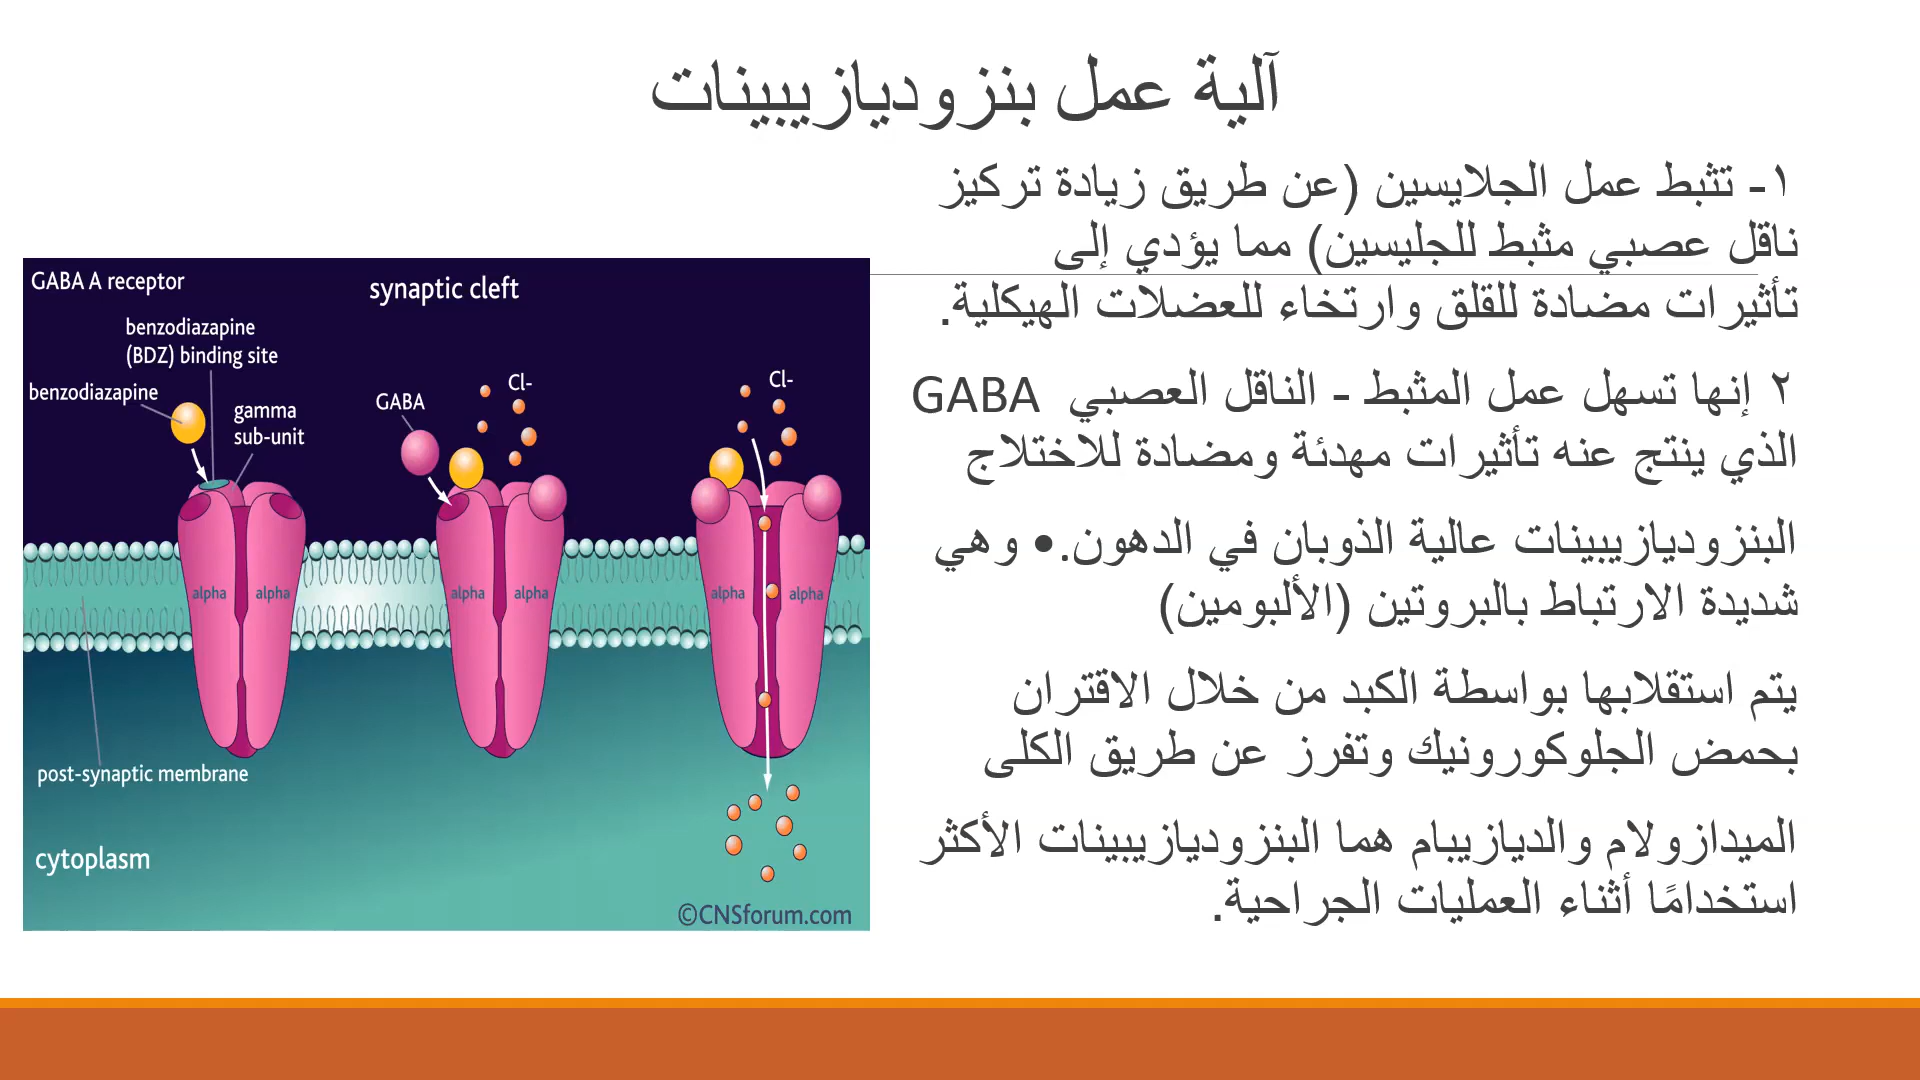 آلية عمل بنزوديازيبينات
١- تثبط عمل الجلايسين (عن طريق زيادة تركيز
ناقل عصبي مثبط للجليسين) مما يؤدي إلى
تأثيرات مضادة للقلق وارتخاء للعضلات الهيكلية.
٢ إنها تسهل عمل المثبط - الناقل العصبي GABA
الذي ينتج عنه تأثيرات مهدئة ومضادة للاختلاج
البنزوديازيبينات عالية الذوبان في الدهون.• وهي
شديدة الارتباط بالبروتين (الألبومين)
يتم استقلابها بواسطة الكبد من خلال الاقتران
بحمض الجلوكورونيك وتفرز عن طريق الكلى
الميدازولام والديازيبام هما البنزوديازيبينات الأكثر
استخدامًا أثناء العمليات الجراحية.
GABA A receptor
synaptic cleft
benzodiazapine
(BDZ) binding site
benzodiazapine
gamma
sub-unit
GABA
Cl-
Cl-
alpha
alpha
alpha
alpha
alpha
alpha
post-synaptic membrane
cytoplasm
©CNSforum.com